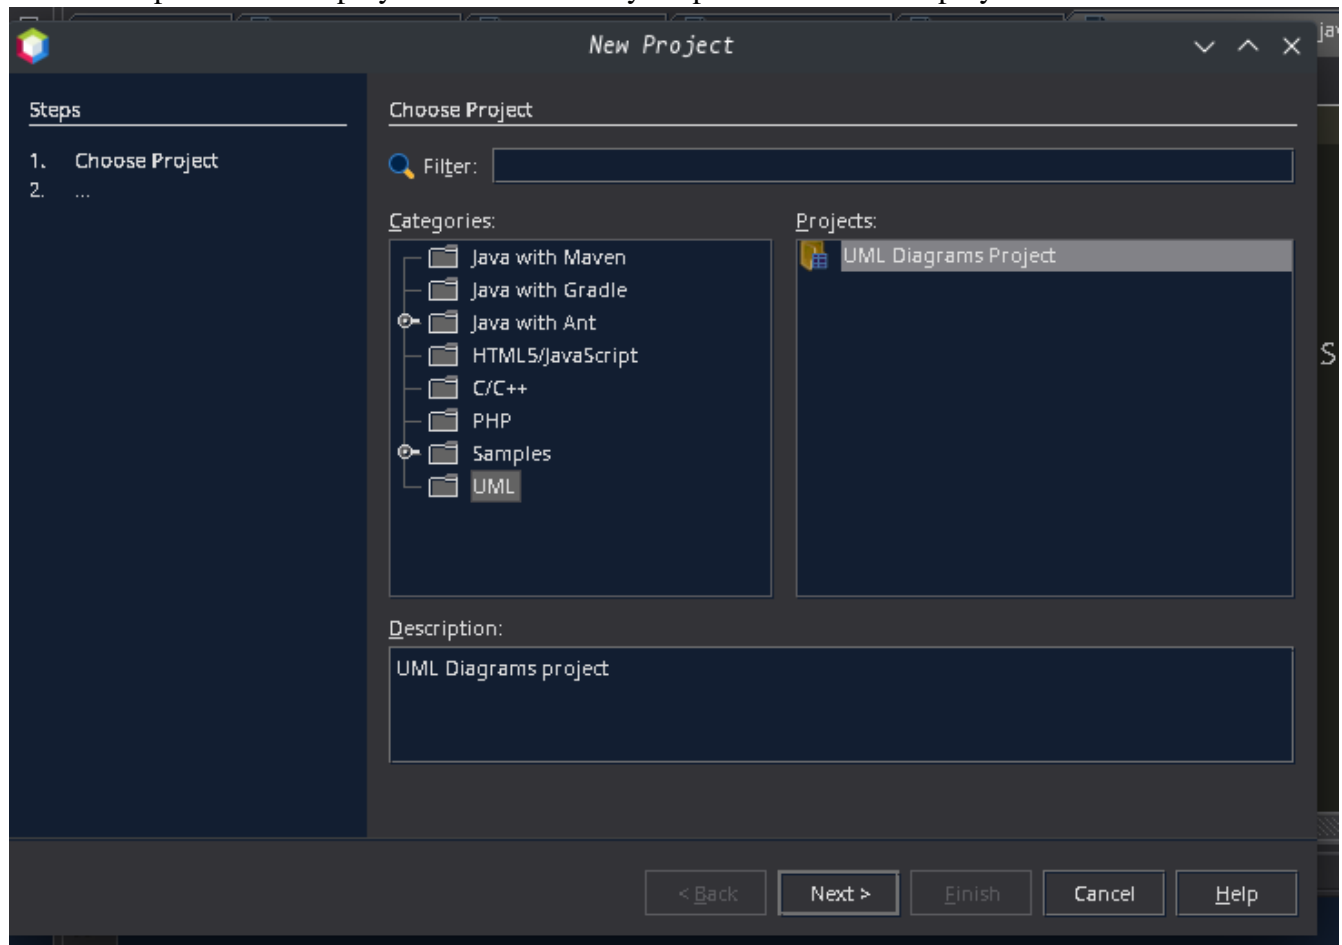 New Project
Steps
1. Choose Project
2. ...
Choose Project
Filter:
Categories:
Java with Maven
Java with Gradle
Java with Ant
HTML5/JavaScript
C/C++
PHP
Samples
UML
Projects:
UML Diagrams Project
Description:
UML Diagrams project
< Back
Next >
Finish
Cancel
Help